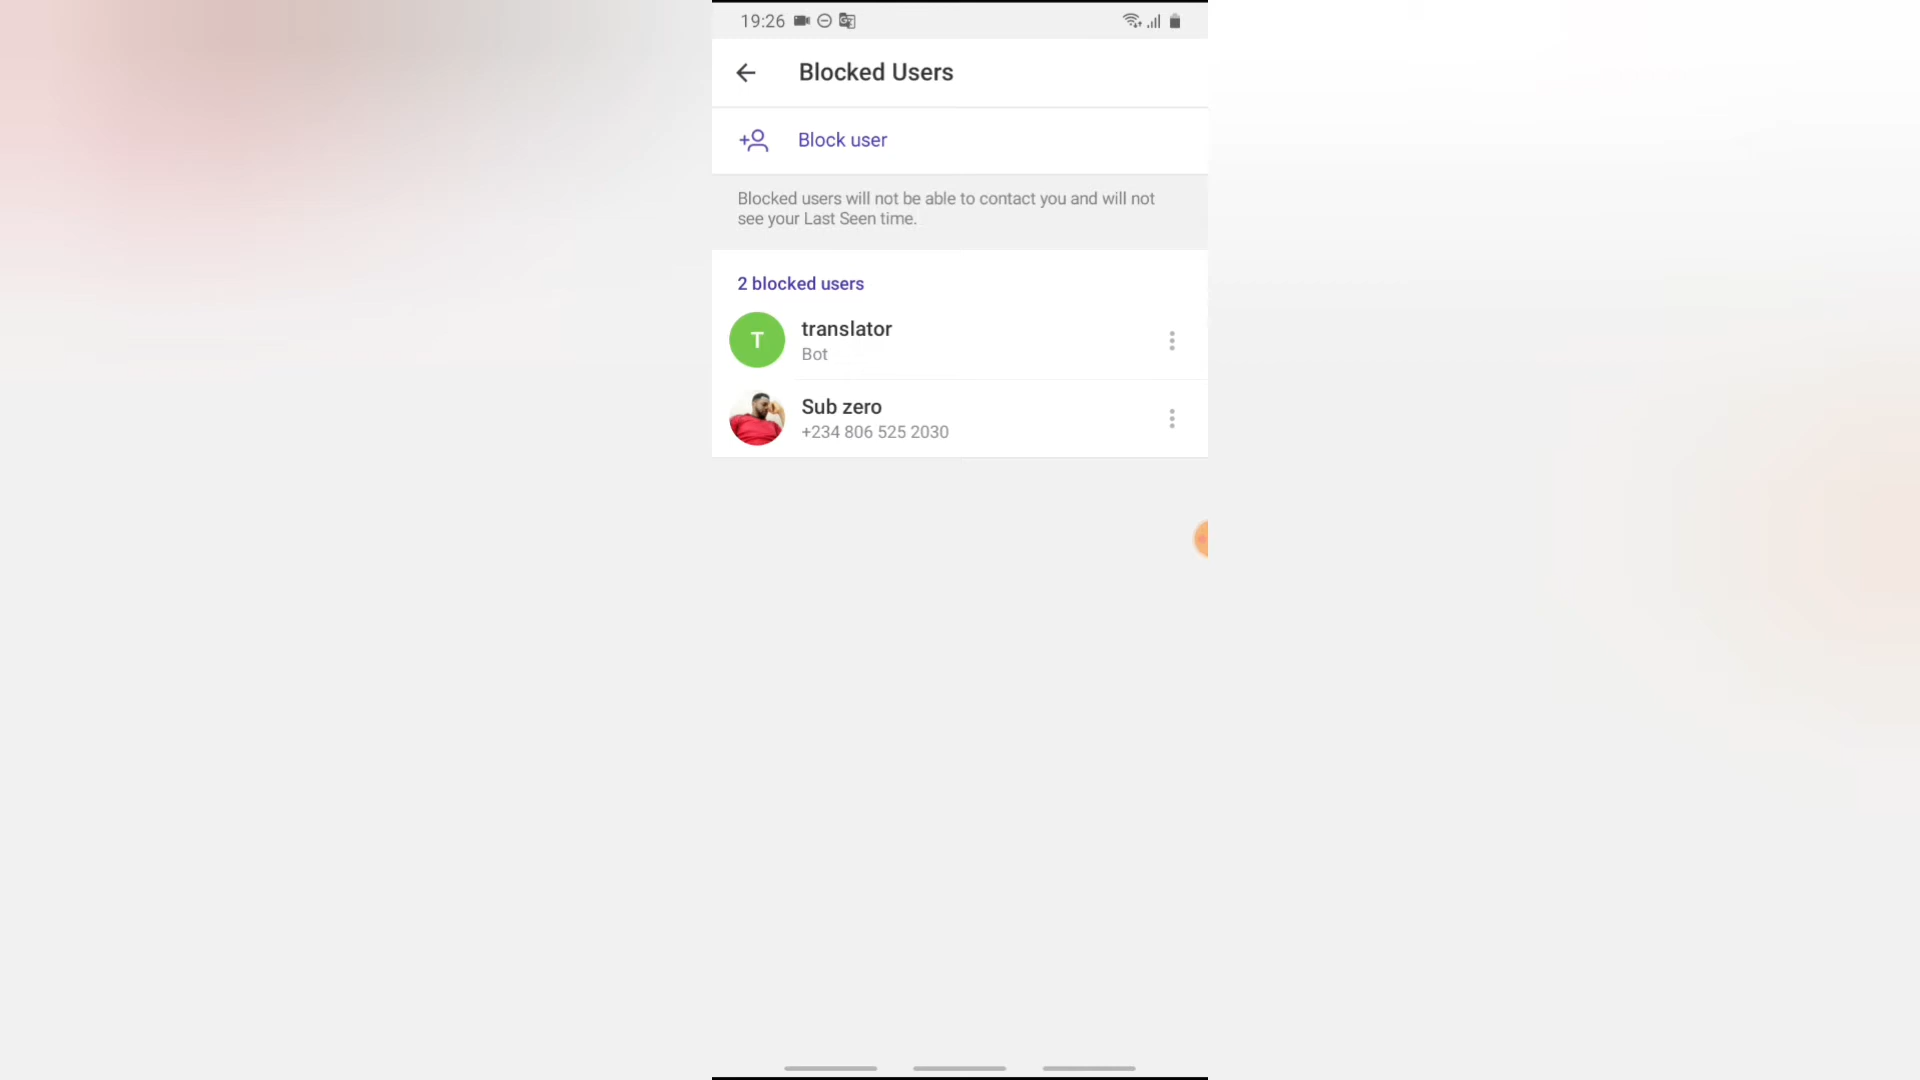 19:26
Blocked Users
Block user
Blocked users will not be able to contact you and will not
see your Last Seen time.
2 blocked users
T
translator
Bot
Sub zero
+234 806 525 2030